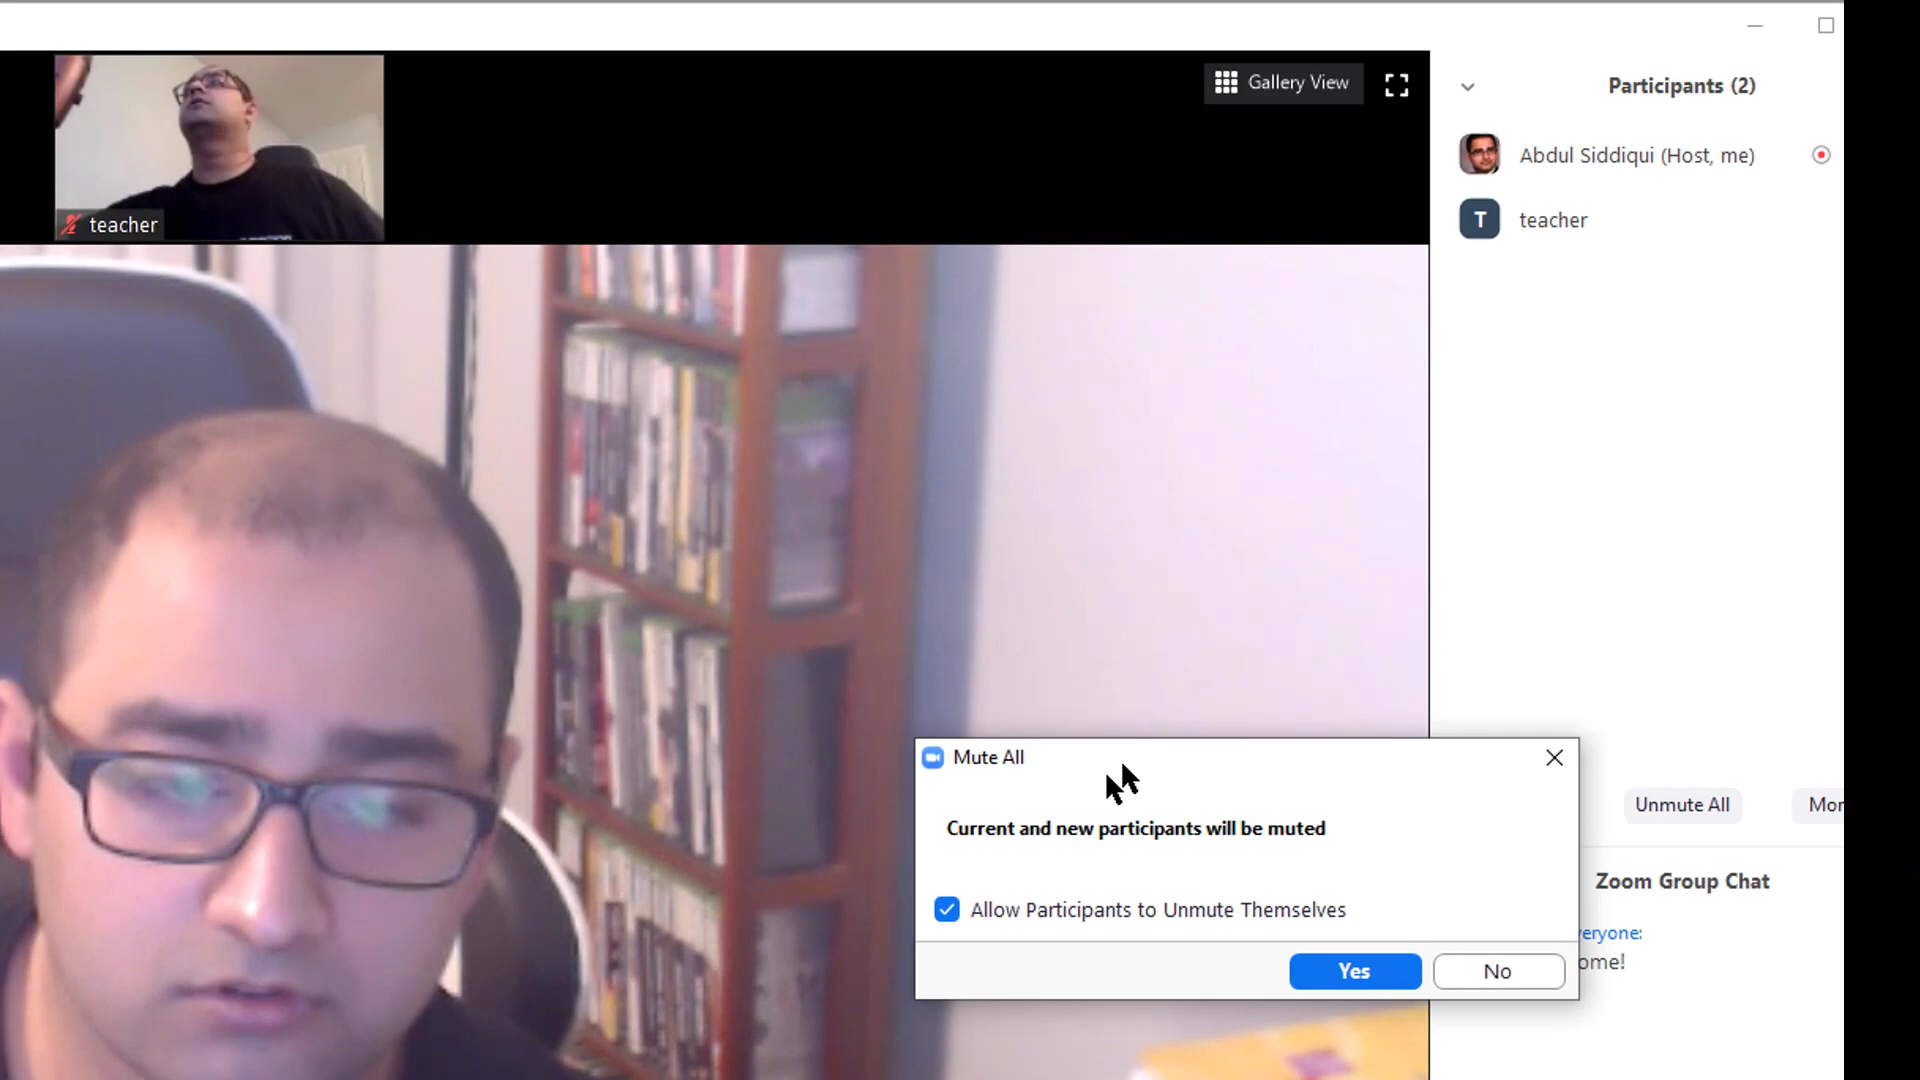 Gallery View
Participants (2)
Abdul Siddiqui (Host, me)
T
teacher
teacher
Mute All
Current and new participants will be muted
Allow Participants to Unmute Themselves
Yes
No
Unmute All
Mor
Zoom Group Chat
eryone:
ome!